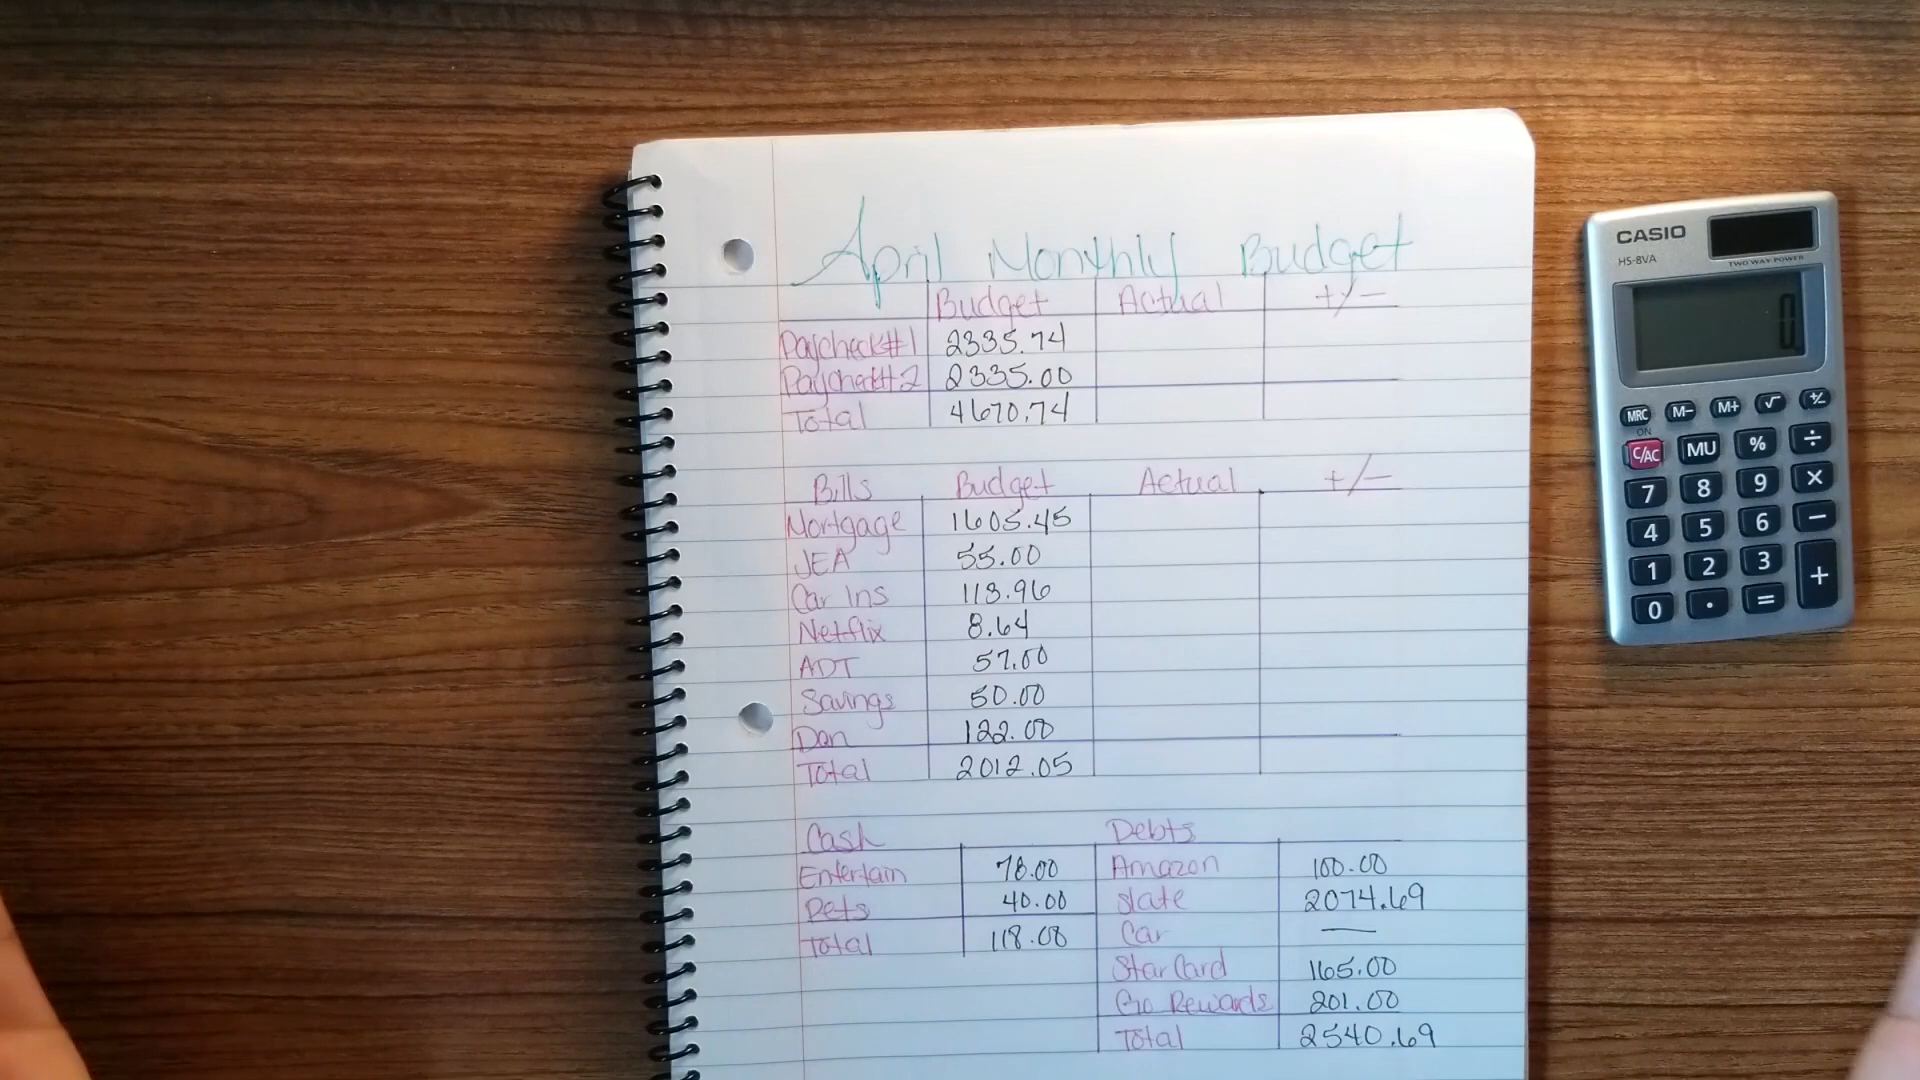 April Monthly Budget
Budget Actual +/-
Paycheck#1 2335.74
Paycheck#2 2335.00
Total 4670.74
Bills Budget Actual +/-
Mortgage 1605.45
JEA 55.00
Car Ins 113.96
Netflix 8.64
ADT 57.00
Savings 50.00
Dan 122.00
Total 2012.05
Cash Debts
Entertain 78.00 Amazon 100.00
Pets 40.00 Slate 2074.69
Total 118.00 Car —
Star Card 165.00
Go Rewards 201.00
Total 2540.69
CASIO
HS-8VA
TWO WAY POWER
0
MRC M- M+ √ +/-
ON
C/AC MU % ÷
7 8 9 ×
4 5 6 −
1 2 3 +
0 . =